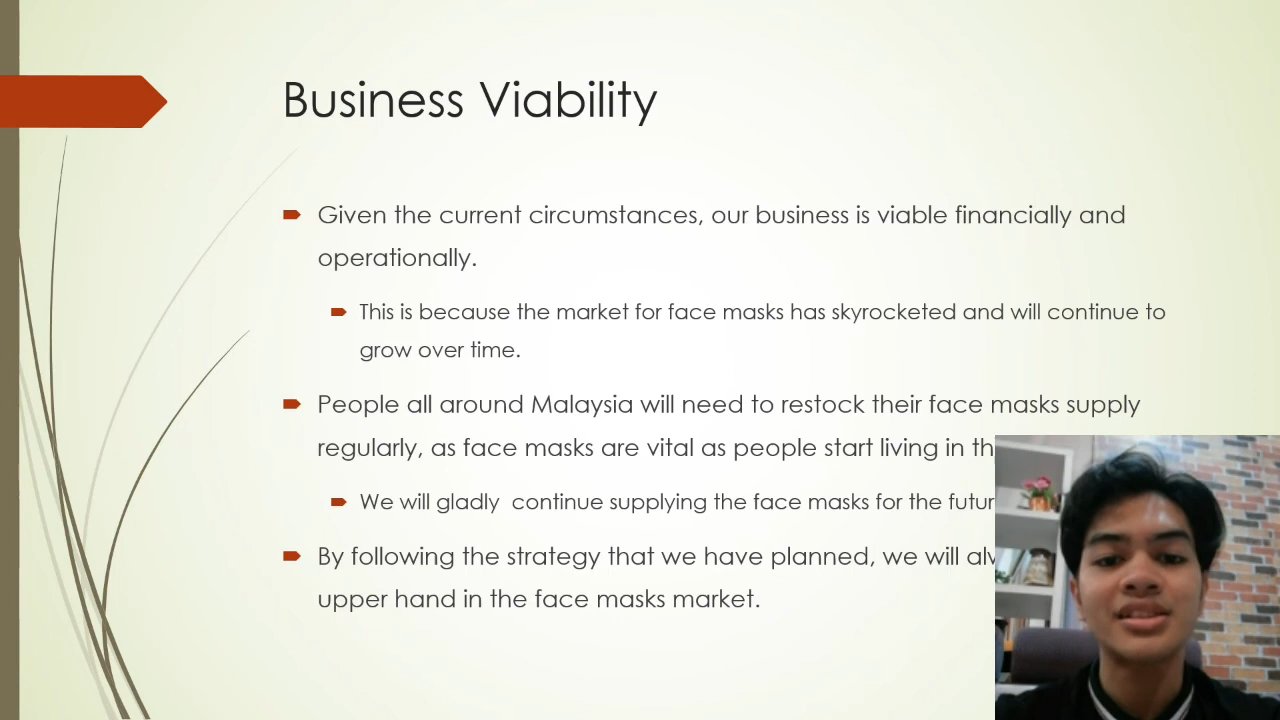 Business Viability
Given the current circumstances, our business is viable financially and
operationally.
This is because the market for face masks has skyrocketed and will continue to
grow over time.
People all around Malaysia will need to restock their face masks supply
regularly, as face masks are vital as people start living in
We will gladly  continue supplying the face masks for the
By following the strategy that we have planned, we will
upper hand in the face masks market.